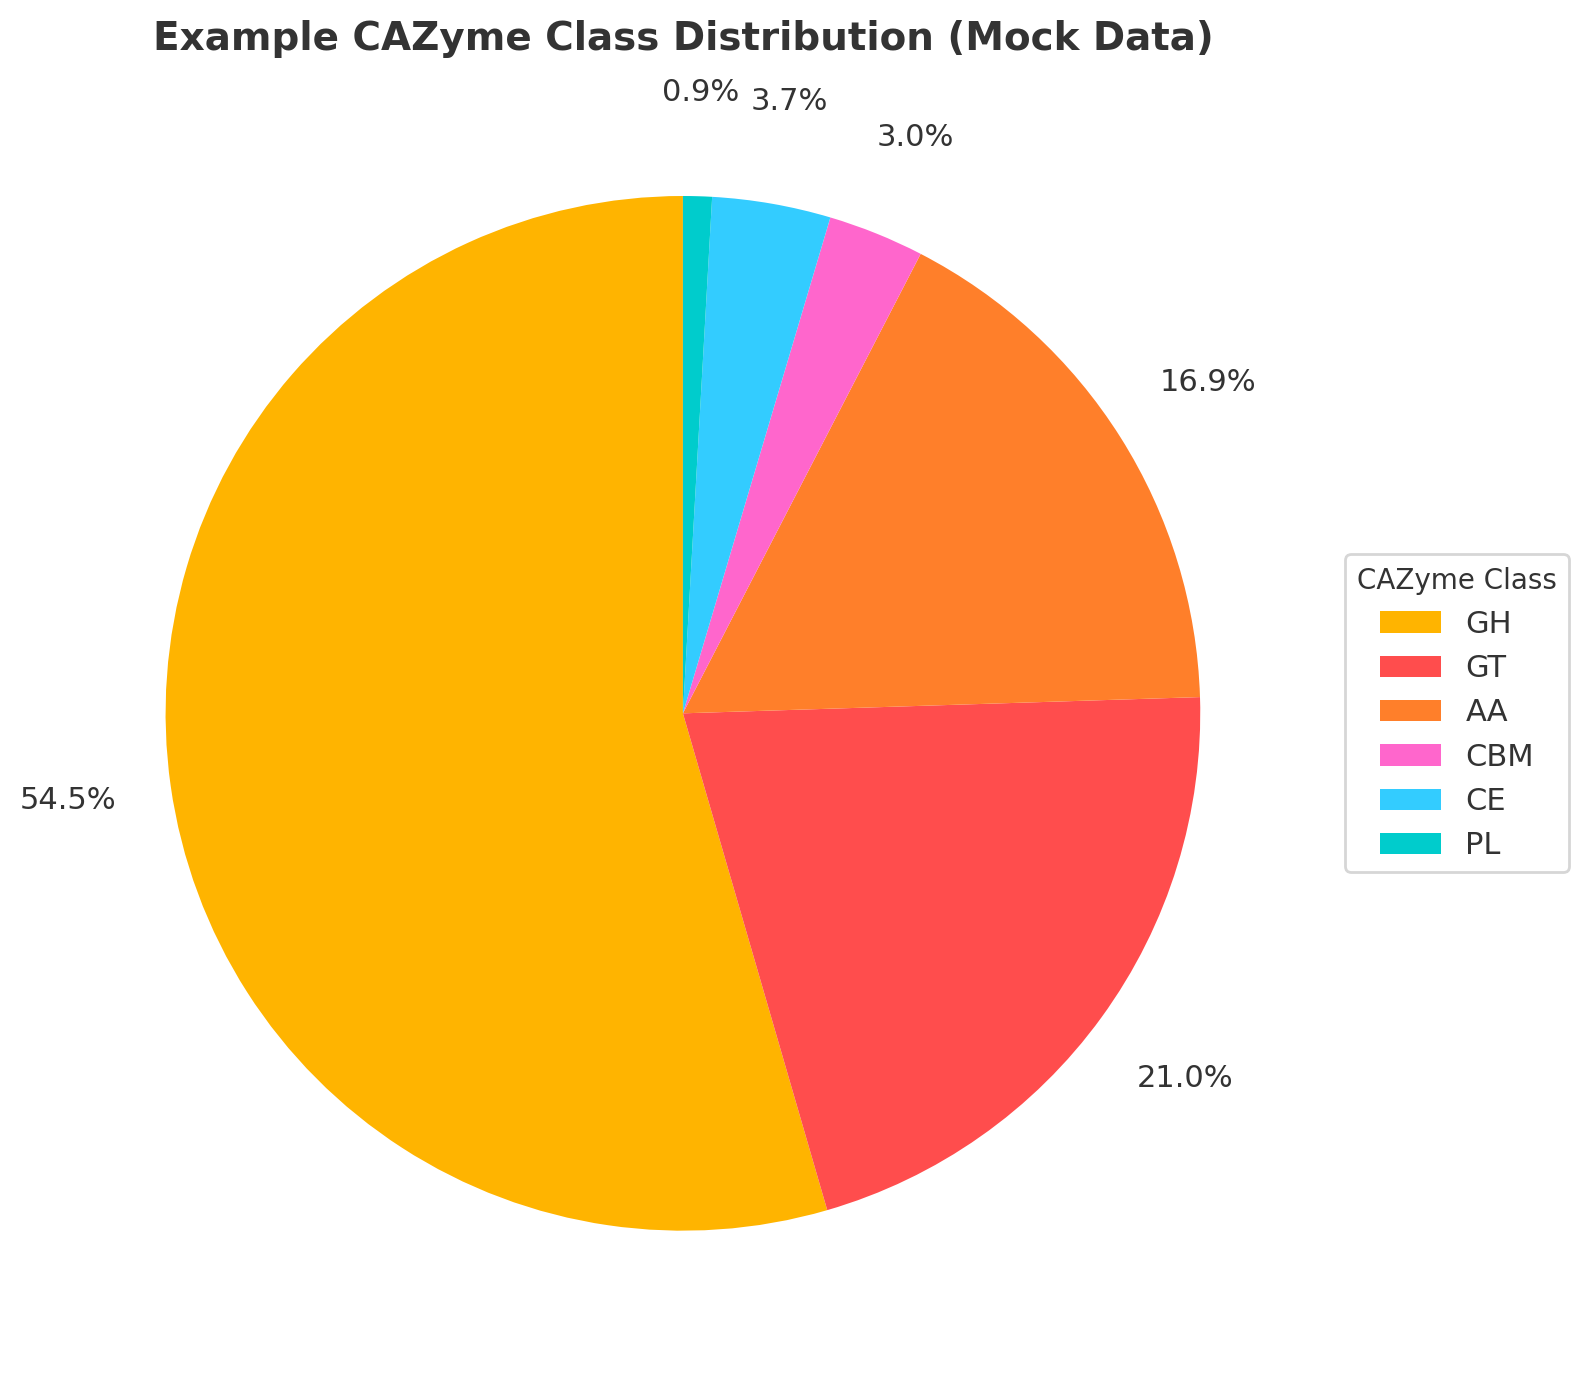 Example CAZyme Class Distribution (Mock Data)
0.9%
3.7%
3.0%
16.9%
54.5%
21.0%
CAZyme Class
GH
GT
AA
CBM
CE
PL